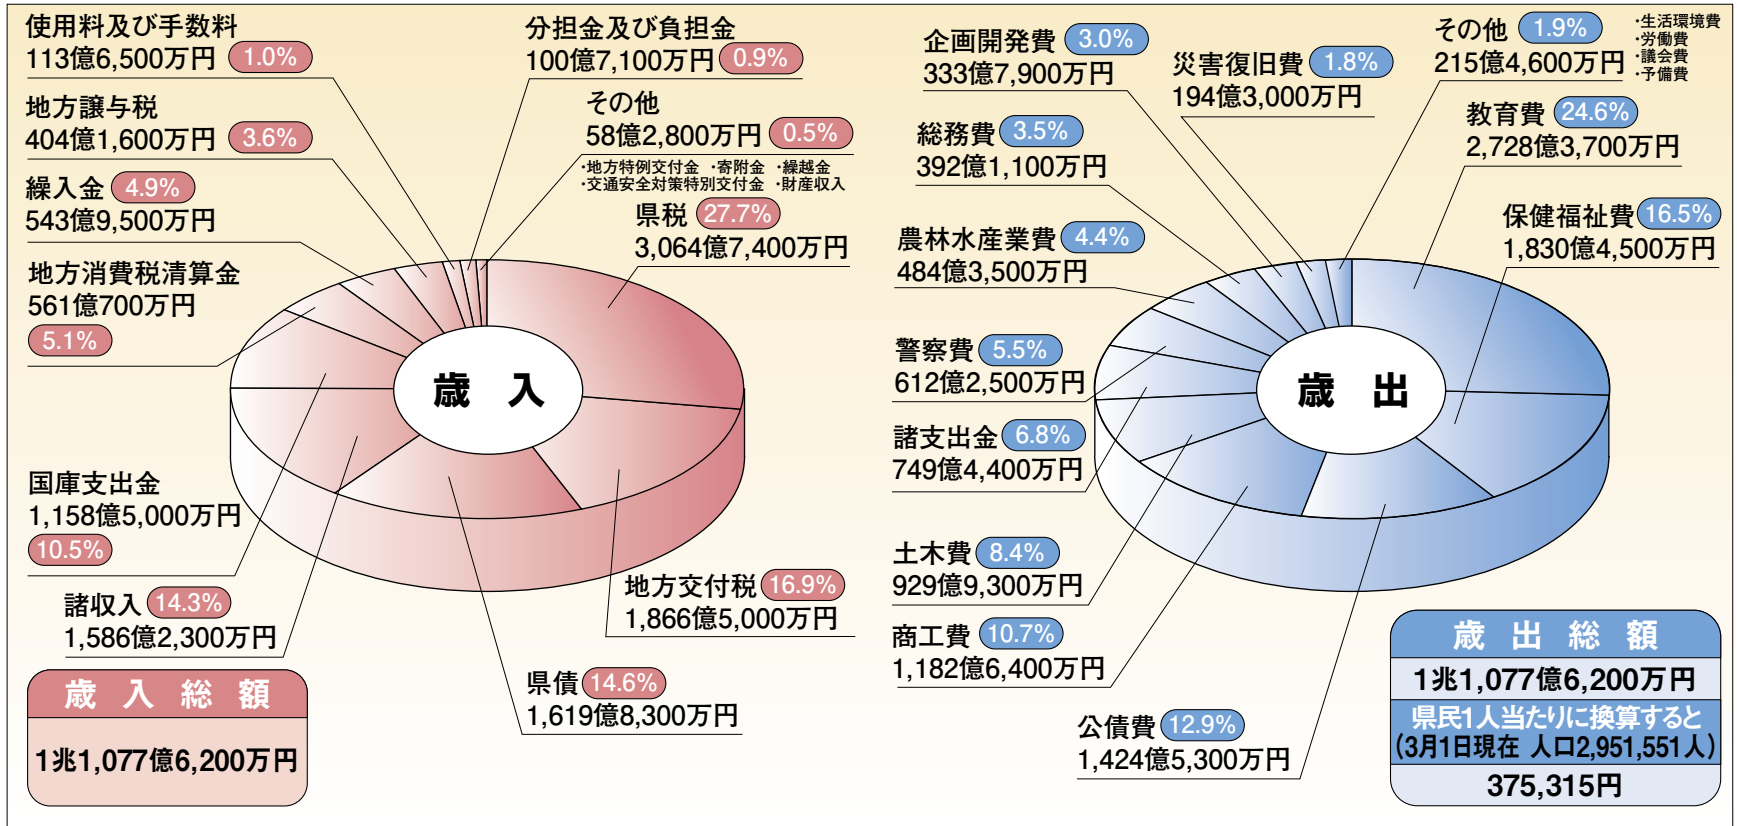 使用料及び手数料
113億6,500万円 1.0%
地方譲与税
404億1,600万円 3.6%
繰入金 4.9%
543億9,500万円
地方消費税清算金
561億700万円
5.1%
国庫支出金
1,158億5,000万円
10.5%
諸収入 14.3%
1,586億2,300万円
分担金及び負担金
100億7,100万円 0.9%
その他
58億2,800万円 0.5%
・地方特例交付金 ・寄附金 ・繰越金
・交通安全対策特別交付金 ・財産収入
県税 27.7%
3,064億7,400万円
歳 入
地方交付税 16.9%
1,866億5,000万円
県債 14.6%
1,619億8,300万円
歳 入 総 額
1兆1,077億6,200万円
企画開発費 3.0%
333億7,900万円
災害復旧費 1.8%
194億3,000万円
その他 1.9%
215億4,600万円
・生活環境費
・労働費
・議会費
・予備費
総務費 3.5%
392億1,100万円
教育費 24.6%
2,728億3,700万円
農林水産業費 4.4%
484億3,500万円
保健福祉費 16.5%
1,830億4,500万円
警察費 5.5%
612億2,500万円
歳 出
諸支出金 6.8%
749億4,400万円
土木費 8.4%
929億9,300万円
商工費 10.7%
1,182億6,400万円
公債費 12.9%
1,424億5,300万円
歳 出 総 額
1兆1,077億6,200万円
県民1人当たりに換算すると
(3月1日現在 人口2,951,551人)
375,315円